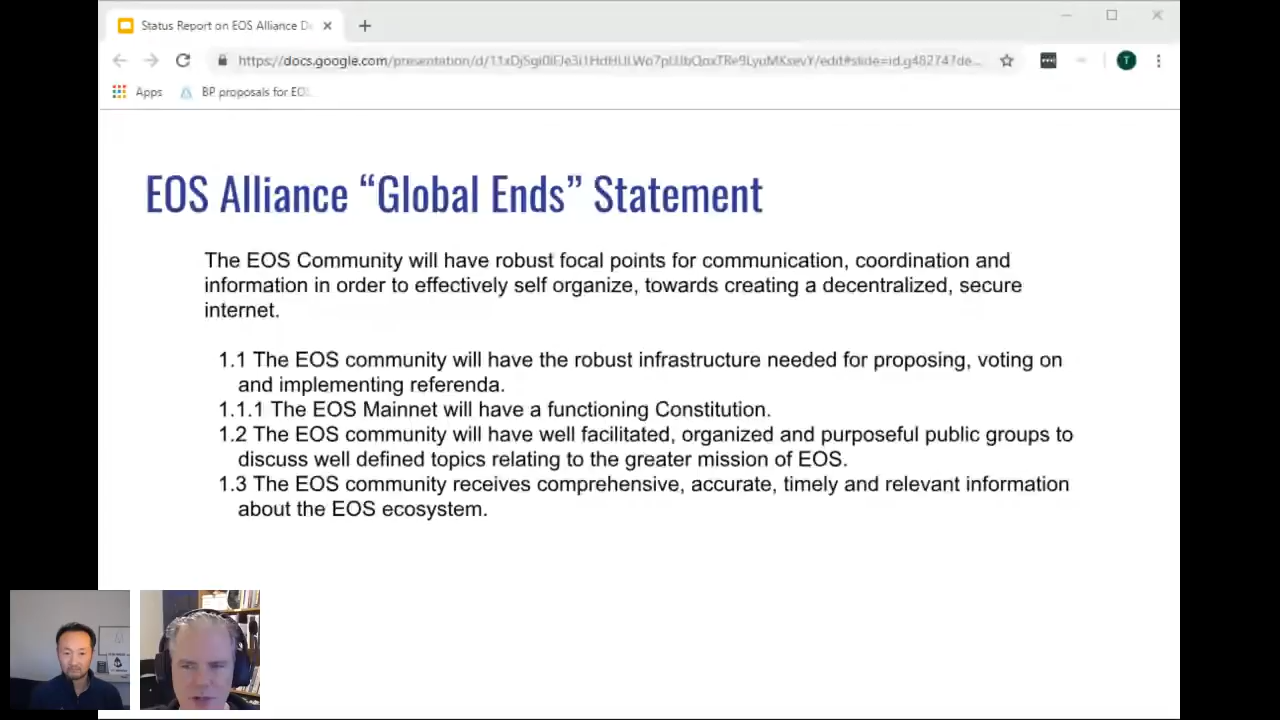 Status Report on EOS Alliance De
BP proposals for EOS
Apps
EOS Alliance “Global Ends” Statement
The EOS Community will have robust focal points for communication, coordination and
information in order to effectively self organize, towards creating a decentralized, secure
internet.
1.1 The EOS community will have the robust infrastructure needed for proposing, voting on
and implementing referenda.
1.1.1 The EOS Mainnet will have a functioning Constitution.
1.2 The EOS community will have well facilitated, organized and purposeful public groups to
discuss well defined topics relating to the greater mission of EOS.
1.3 The EOS community receives comprehensive, accurate, timely and relevant information
about the EOS ecosystem.